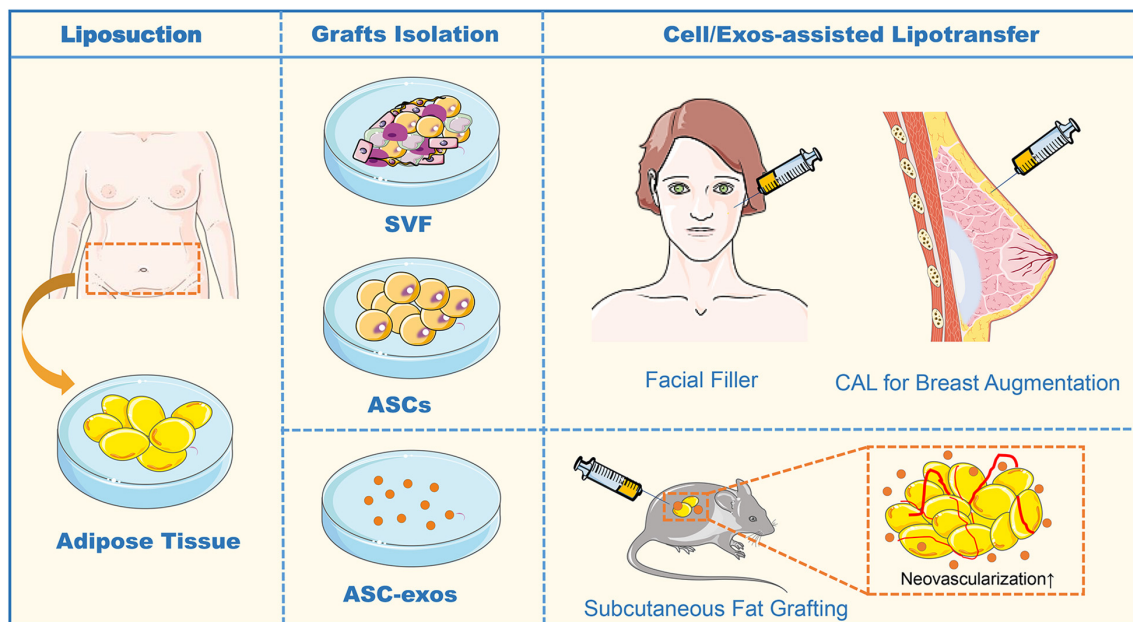 Liposuction
Grafts Isolation
Cell/Exos-assisted Lipotransfer
SVF
ASCs
Facial Filler
CAL for Breast Augmentation
Adipose Tissue
ASC-exos
Neovascularization↑
Subcutaneous Fat Grafting